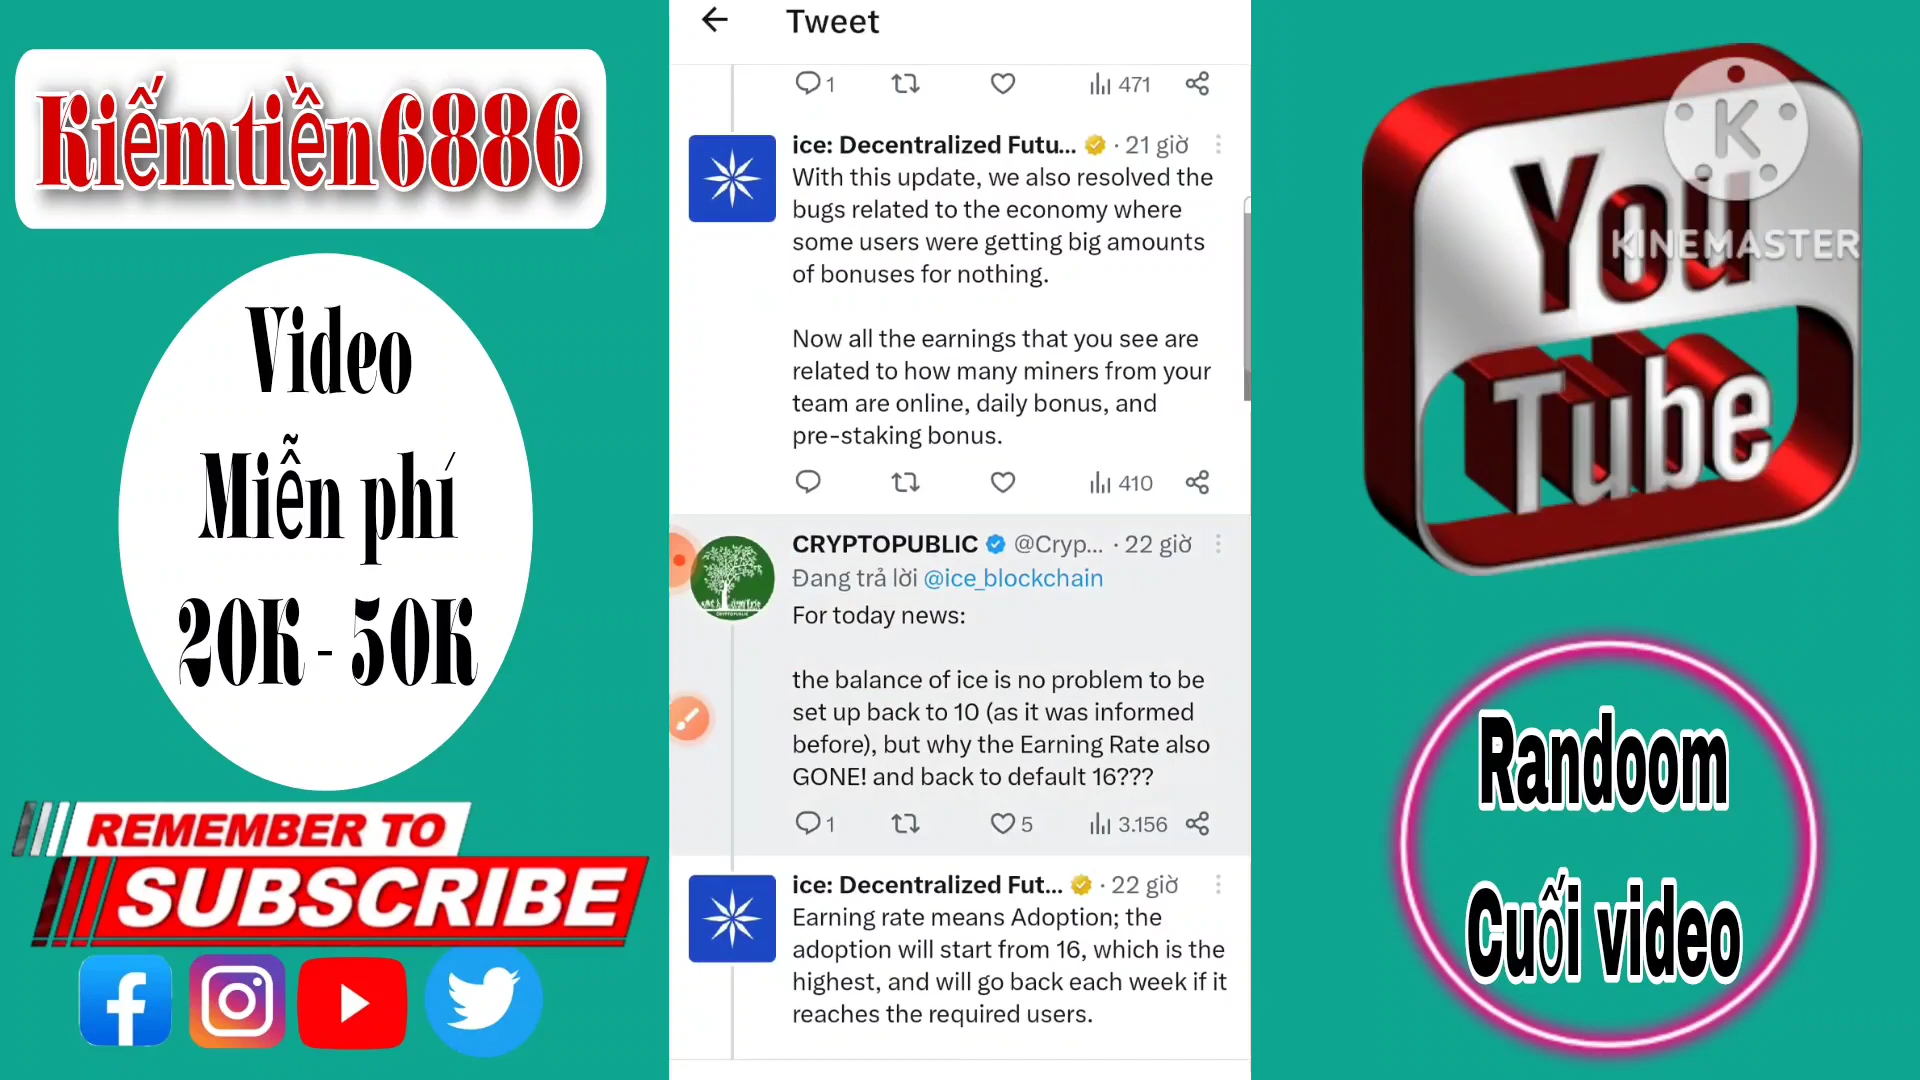 Kiếmtiền6886
Video
Miễn phí
20K - 50K
REMEMBER TO
SUBSCRIBE
Tweet
1
471
ice: Decentralized Futu... · 21 giờ
With this update, we also resolved the
bugs related to the economy where
some users were getting big amounts
of bonuses for nothing.
Now all the earnings that you see are
related to how many miners from your
team are online, daily bonus, and
pre-staking bonus.
410
CRYPTOPUBLIC @Cryp... · 22 giờ
Đang trả lời @ice_blockchain
For today news:
the balance of ice is no problem to be
set up back to 10 (as it was informed
before), but why the Earning Rate also
GONE! and back to default 16???
1
5
3.156
ice: Decentralized Fut... · 22 giờ
Earning rate means Adoption; the
adoption will start from 16, which is the
highest, and will go back each week if it
reaches the required users.
You
Tube
K
KINEMASTER
Randoom
Cuối video